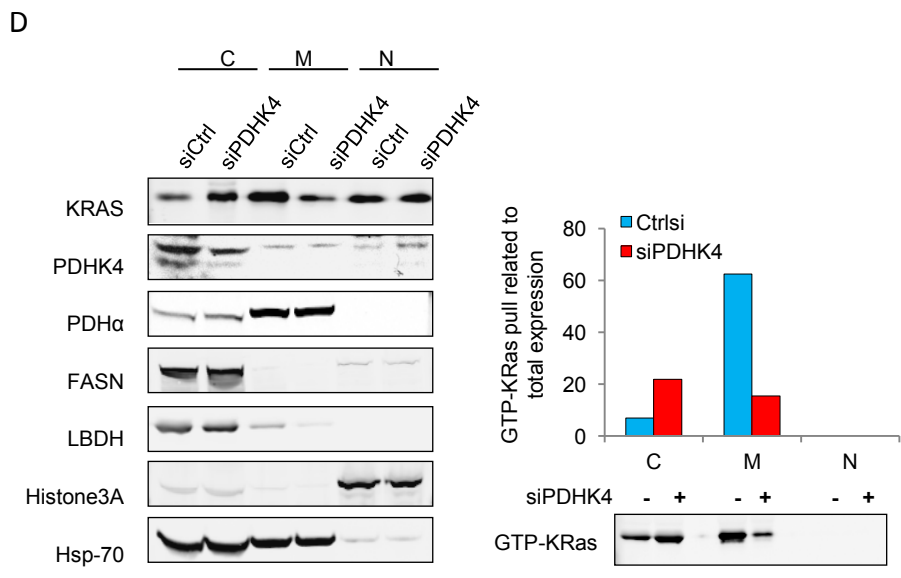 D
C M N
siCtrl siPDHK4 siCtrl siPDHK4 siCtrl siPDHK4
KRAS
PDHK4
PDHα
FASN
LBDH
Histone3A
Hsp-70
GTP-KRas pull related to
total expression
80
60
40
20
0
Ctrlsi
siPDHK4
C M N
siPDHK4 - + - + - +
GTP-KRas